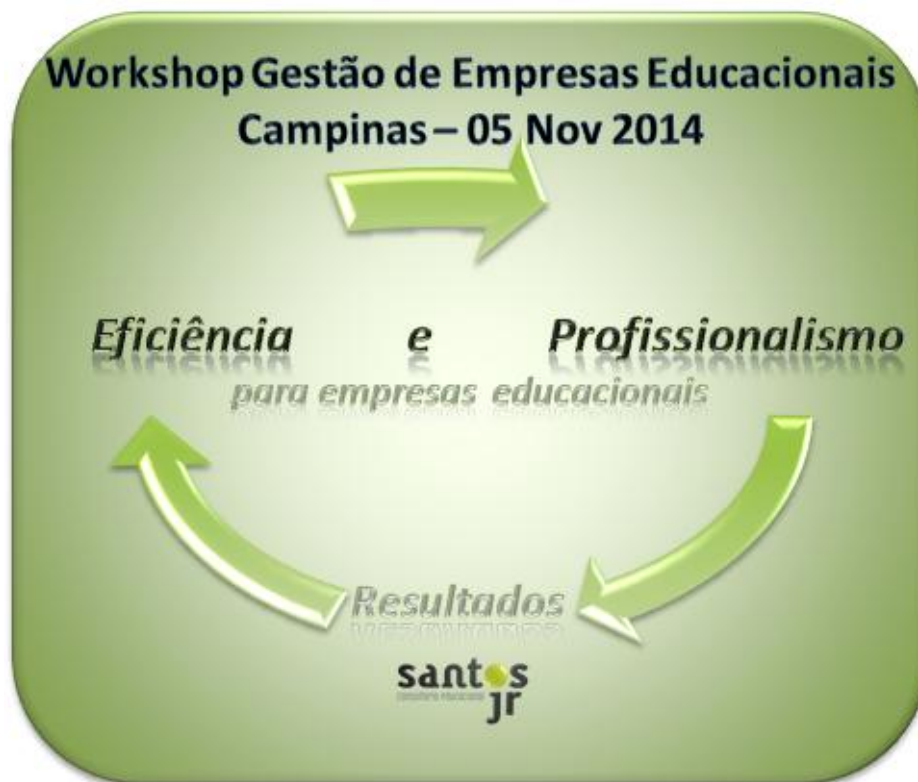 Workshop Gestão de Empresas Educacionais
Campinas – 05 Nov 2014
Eficiência e Profissionalismo
para empresas educacionais
Resultados
santos
jr